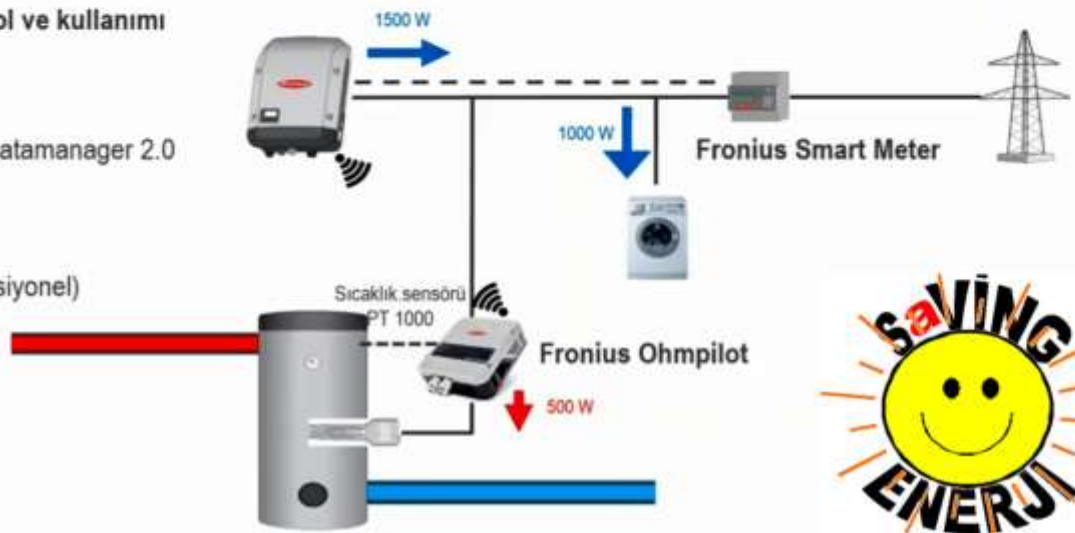 ol ve kullanımı
1500 W
atamanager 2.0
1000 W
Fronius Smart Meter
siyonel)
Sıcaklık.sensörü
PT 1000
Fronius Ohmpilot
500 W
SaVİNG
ENERJİ